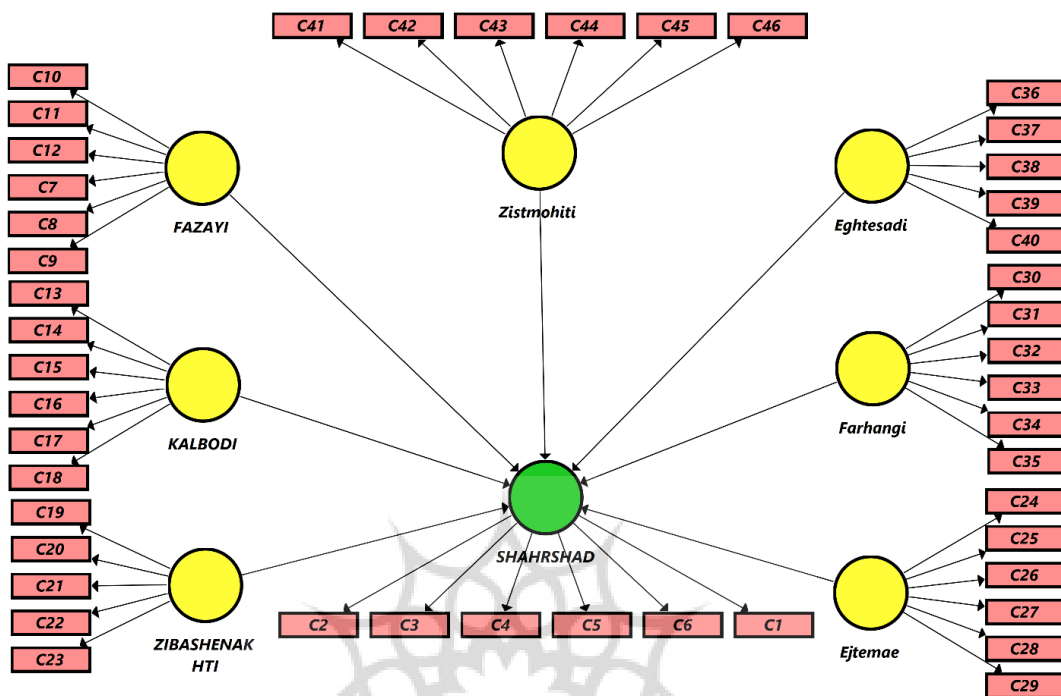 C41 C42 C43 C44 C45 C46
Zistmohiti
C10
C11
C12
C7
C8
C9
FAZAYI
C13
C14
C15
C16
C17
C18
KALBODI
C19
C20
C21
C22
C23
ZIBASHENAK
HTI
SHAHRSHAD
C2 C3 C4 C5 C6 C1
C36
C37
C38
C39
C40
Eghtesadi
C30
C31
C32
C33
C34
C35
Farhangi
C24
C25
C26
C27
C28
C29
Ejtemae